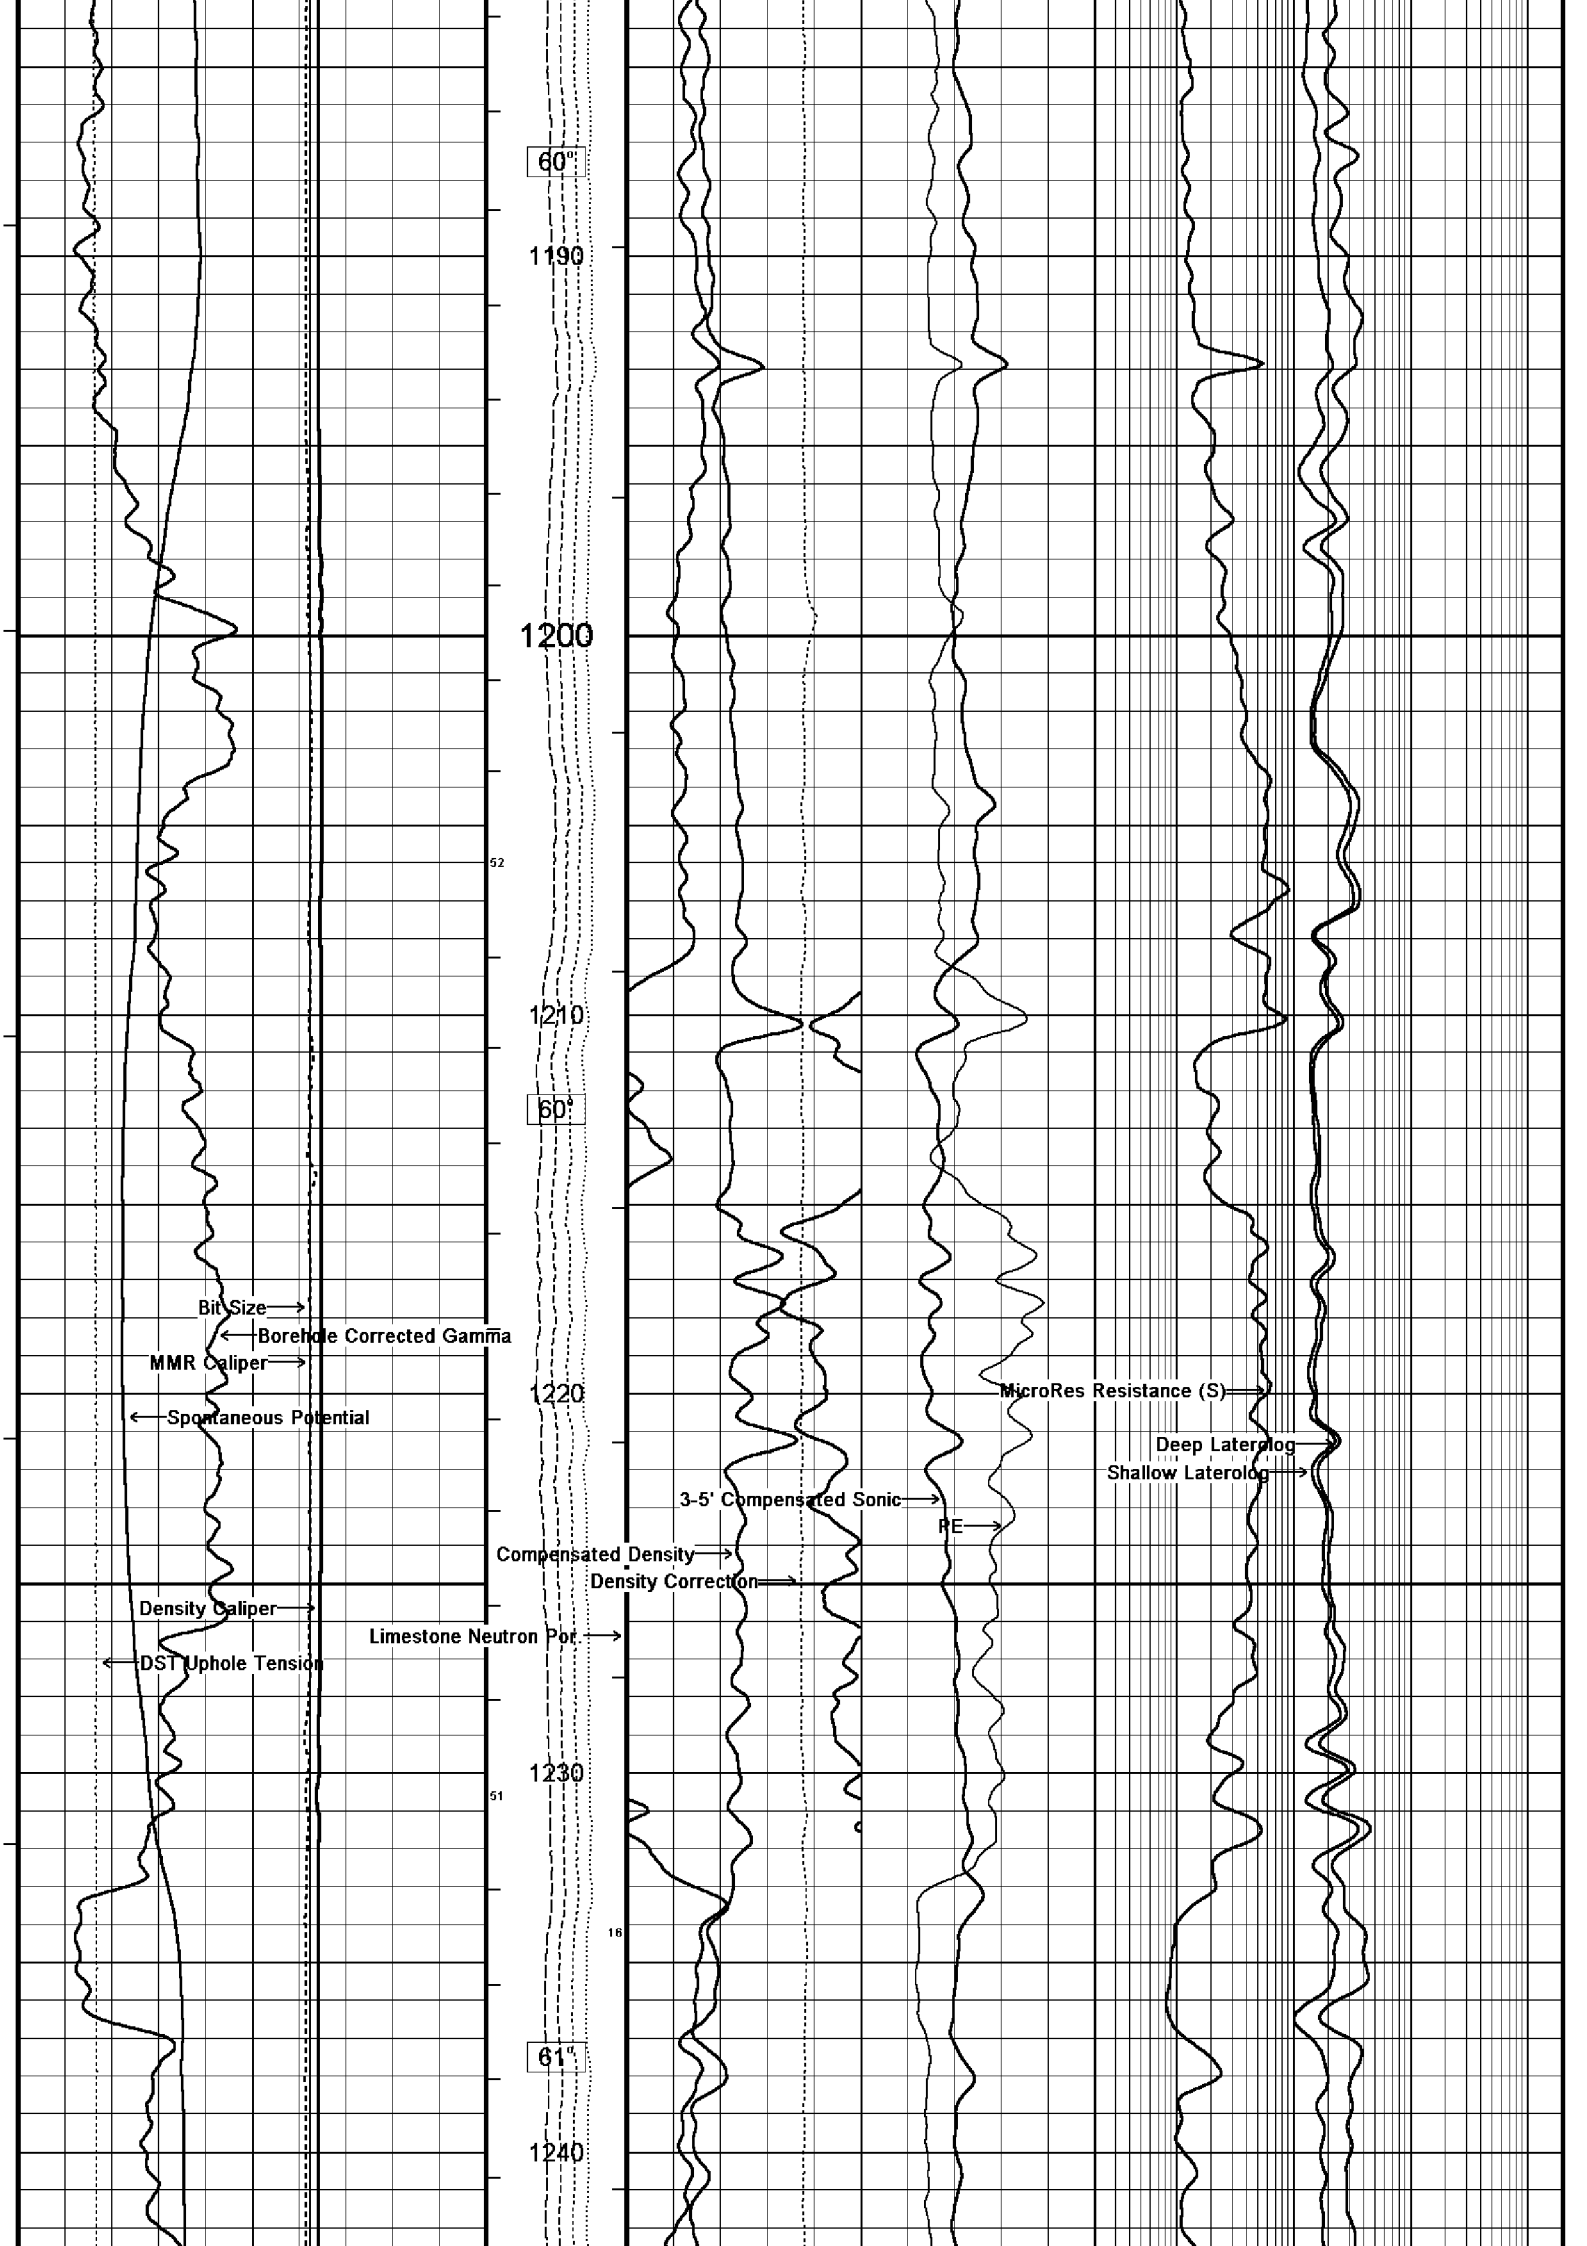 60°
1190
1200
52
1210
60°
Bit Size
Borehole Corrected Gamma
MMR Caliper
1220
MicroRes Resistance (S)
Spontaneous Potential
Deep Laterolog
Shallow Laterolog
3-5' Compensated Sonic
PE
Compensated Density
Density Correction
Density Caliper
Limestone Neutron Por.
DST Uphole Tension
1230
51
16
61°
1240